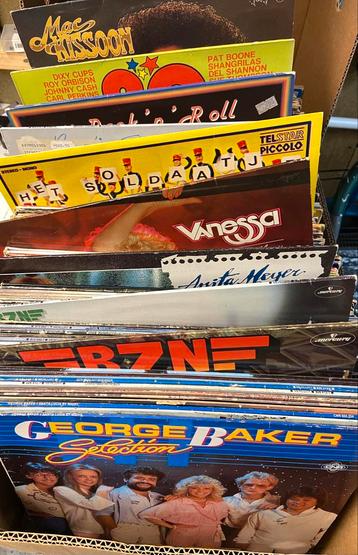 Mac
KISSOON
DIXY CUPS
ROY ORBISON
JOHNNY CASH
CARL PERKINS
PAT BOONE
SHANGRILAS
DEL SHANNON
Rock 'n' Roll
TELSTAR
PICCOLO
HET SOLDAATJE
Vanessa
Anita Meyer
mercury
BZN
mercury
BZN
GEORGE BAKER
Selection